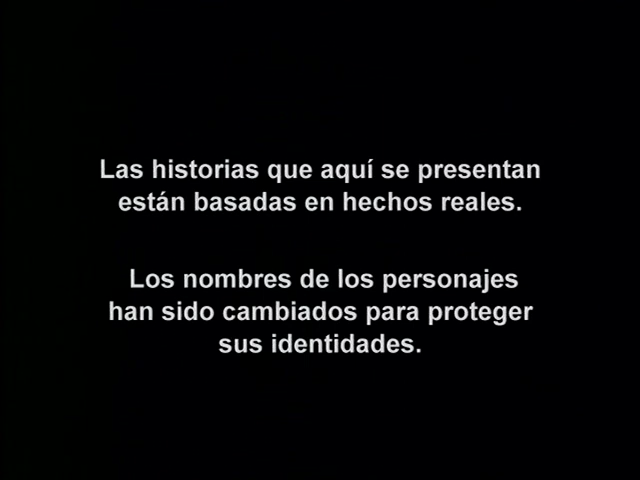 Las historias que aquí se presentan
están basadas en hechos reales.
Los nombres de los personajes
han sido cambiados para proteger
sus identidades.